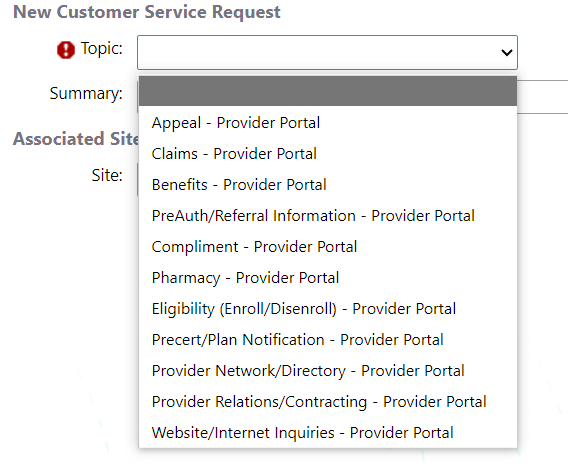 New Customer Service Request
Topic:
Summary:
Appeal - Provider Portal
Associated Site
Claims - Provider Portal
Site:
Benefits - Provider Portal
PreAuth/Referral Information - Provider Portal
Compliment - Provider Portal
Pharmacy - Provider Portal
Eligibility (Enroll/Disenroll) - Provider Portal
Precert/Plan Notification - Provider Portal
Provider Network/Directory - Provider Portal
Provider Relations/Contracting - Provider Portal
Website/Internet Inquiries - Provider Portal